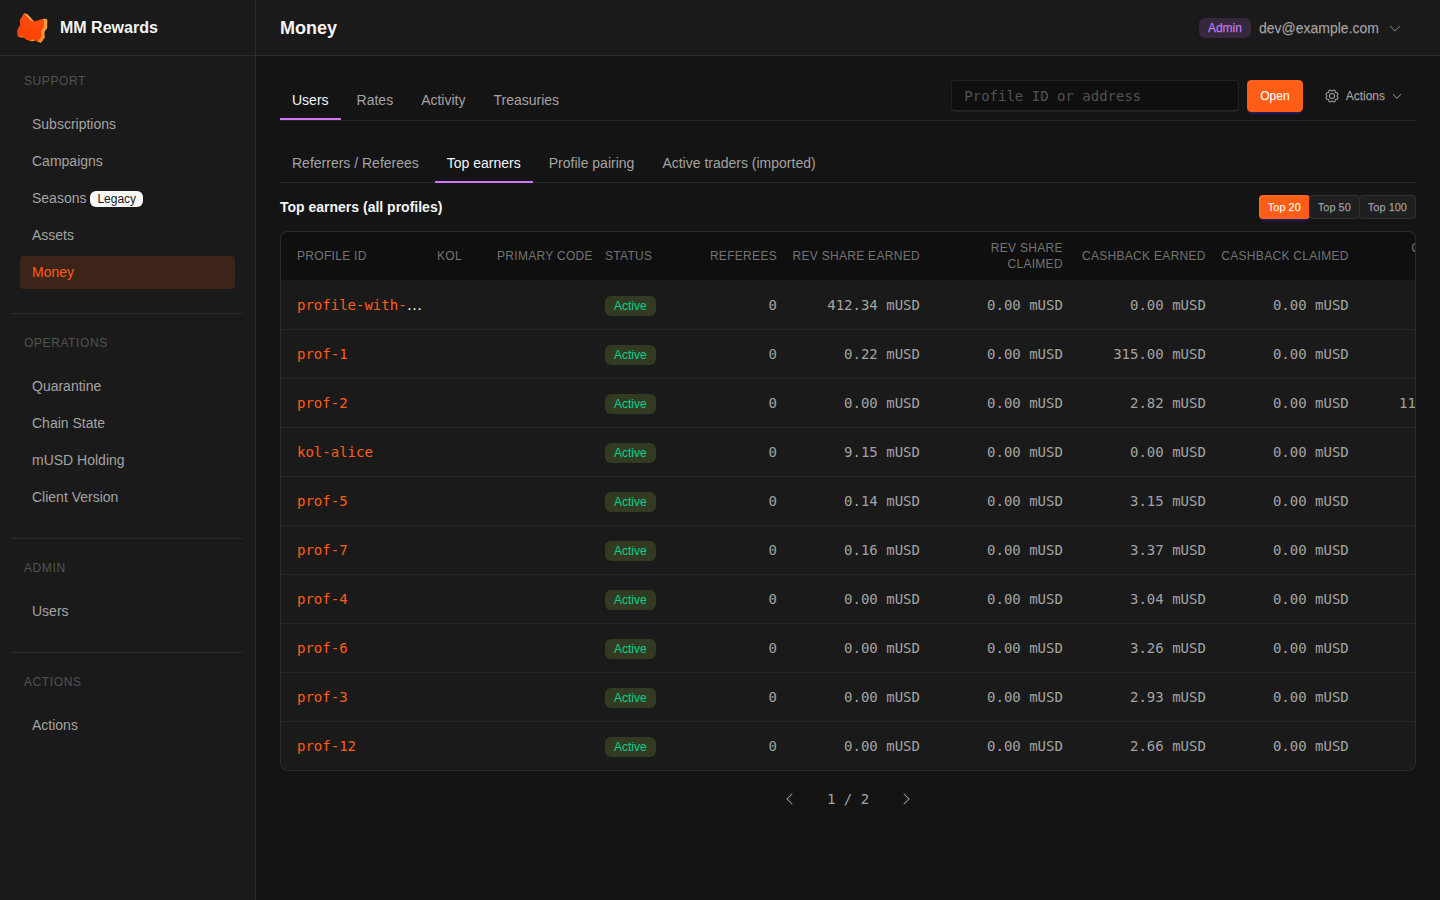 MM Rewards
Money
Admin
dev@example.com
SUPPORT
Subscriptions
Campaigns
Seasons Legacy
Assets
Money
OPERATIONS
Quarantine
Chain State
mUSD Holding
Client Version
ADMIN
Users
ACTIONS
Actions
Users Rates Activity Treasuries
Profile ID or address
Open
Actions
Referrers / Referees Top earners Profile pairing Active traders (imported)
Top earners (all profiles)
Top 20 Top 50 Top 100
PROFILE ID KOL PRIMARY CODE STATUS REFEREES REV SHARE EARNED REV SHARE CLAIMED CASHBACK EARNED CASHBACK CLAIMED
profile-with-... Active 0 412.34 mUSD 0.00 mUSD 0.00 mUSD 0.00 mUSD
prof-1 Active 0 0.22 mUSD 0.00 mUSD 315.00 mUSD 0.00 mUSD
prof-2 Active 0 0.00 mUSD 0.00 mUSD 2.82 mUSD 0.00 mUSD 11
kol-alice Active 0 9.15 mUSD 0.00 mUSD 0.00 mUSD 0.00 mUSD
prof-5 Active 0 0.14 mUSD 0.00 mUSD 3.15 mUSD 0.00 mUSD
prof-7 Active 0 0.16 mUSD 0.00 mUSD 3.37 mUSD 0.00 mUSD
prof-4 Active 0 0.00 mUSD 0.00 mUSD 3.04 mUSD 0.00 mUSD
prof-6 Active 0 0.00 mUSD 0.00 mUSD 3.26 mUSD 0.00 mUSD
prof-3 Active 0 0.00 mUSD 0.00 mUSD 2.93 mUSD 0.00 mUSD
prof-12 Active 0 0.00 mUSD 0.00 mUSD 2.66 mUSD 0.00 mUSD
1 / 2